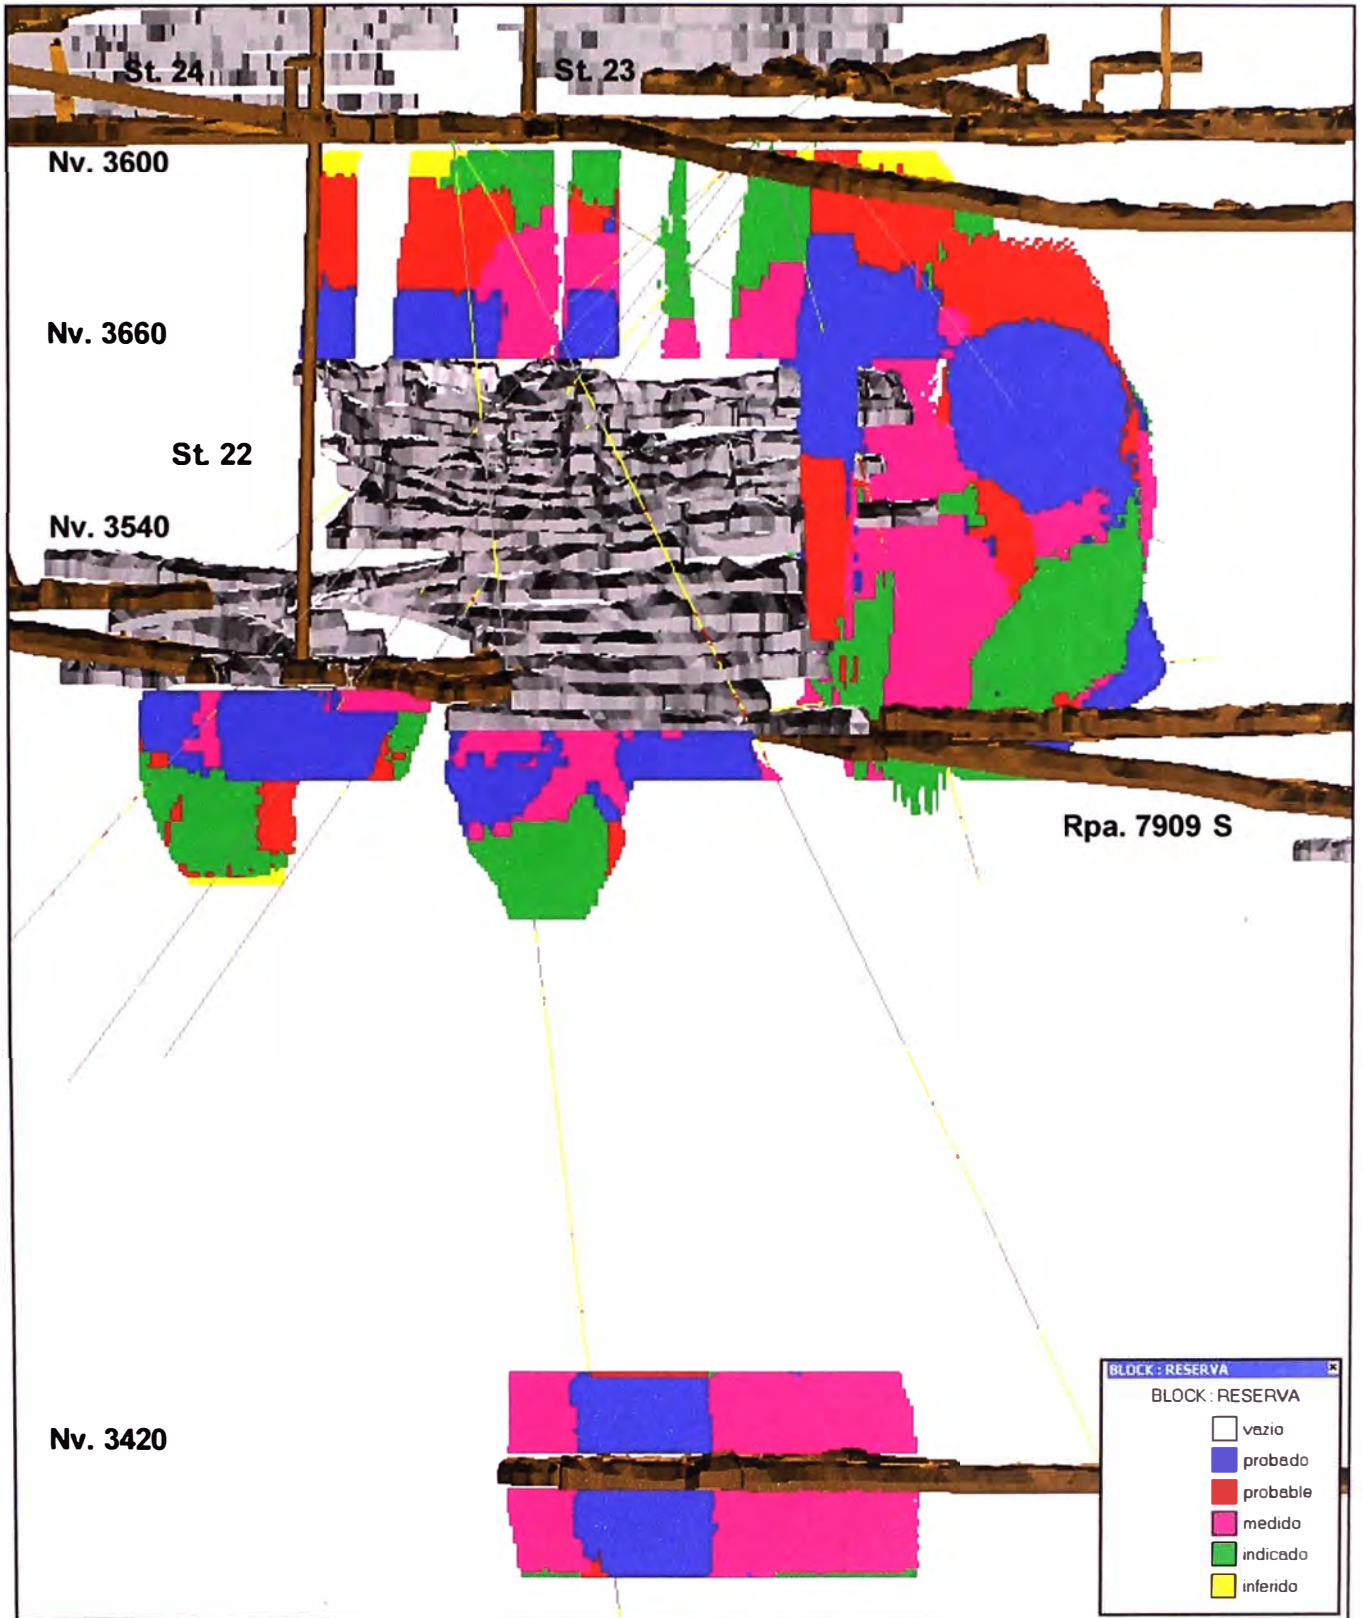 St. 24
St. 23
Nv. 3600
Nv. 3660
St. 22
Nv. 3540
Rpa. 7909 S
Nv. 3420
BLOCK : RESERVA
BLOCK : RESERVA
vazio
probado
probable
medido
indicado
inferido